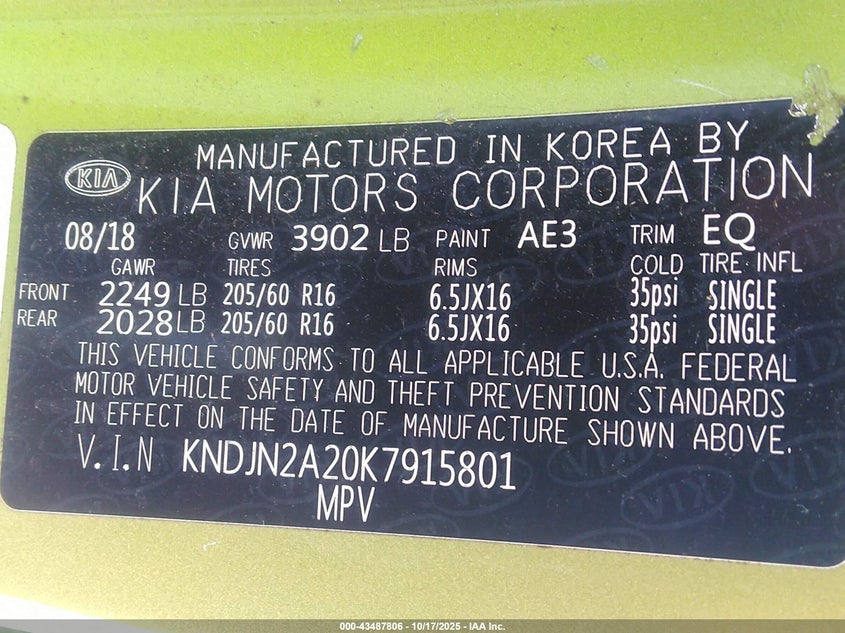 MANUFACTURED IN KOREA BY
KIA KIA MOTORS CORPORATION
08/18 GVWR 3902 LB PAINT AE3 TRIM EQ
GAWR TIRES RIMS COLD TIRE INFL
FRONT 2249 LB 205/60 R16 6.5JX16 35psi SINGLE
REAR 2028 LB 205/60 R16 6.5JX16 35psi SINGLE
THIS VEHICLE CONFORMS TO ALL APPLICABLE U.S.A. FEDERAL
MOTOR VEHICLE SAFETY AND THEFT PREVENTION STANDARDS
IN EFFECT ON THE DATE OF MANUFACTURE SHOWN ABOVE.
V.I.N KNDJN2A20K7915801
MPV
000-43487806 - 10/17/2025 - IAA Inc.